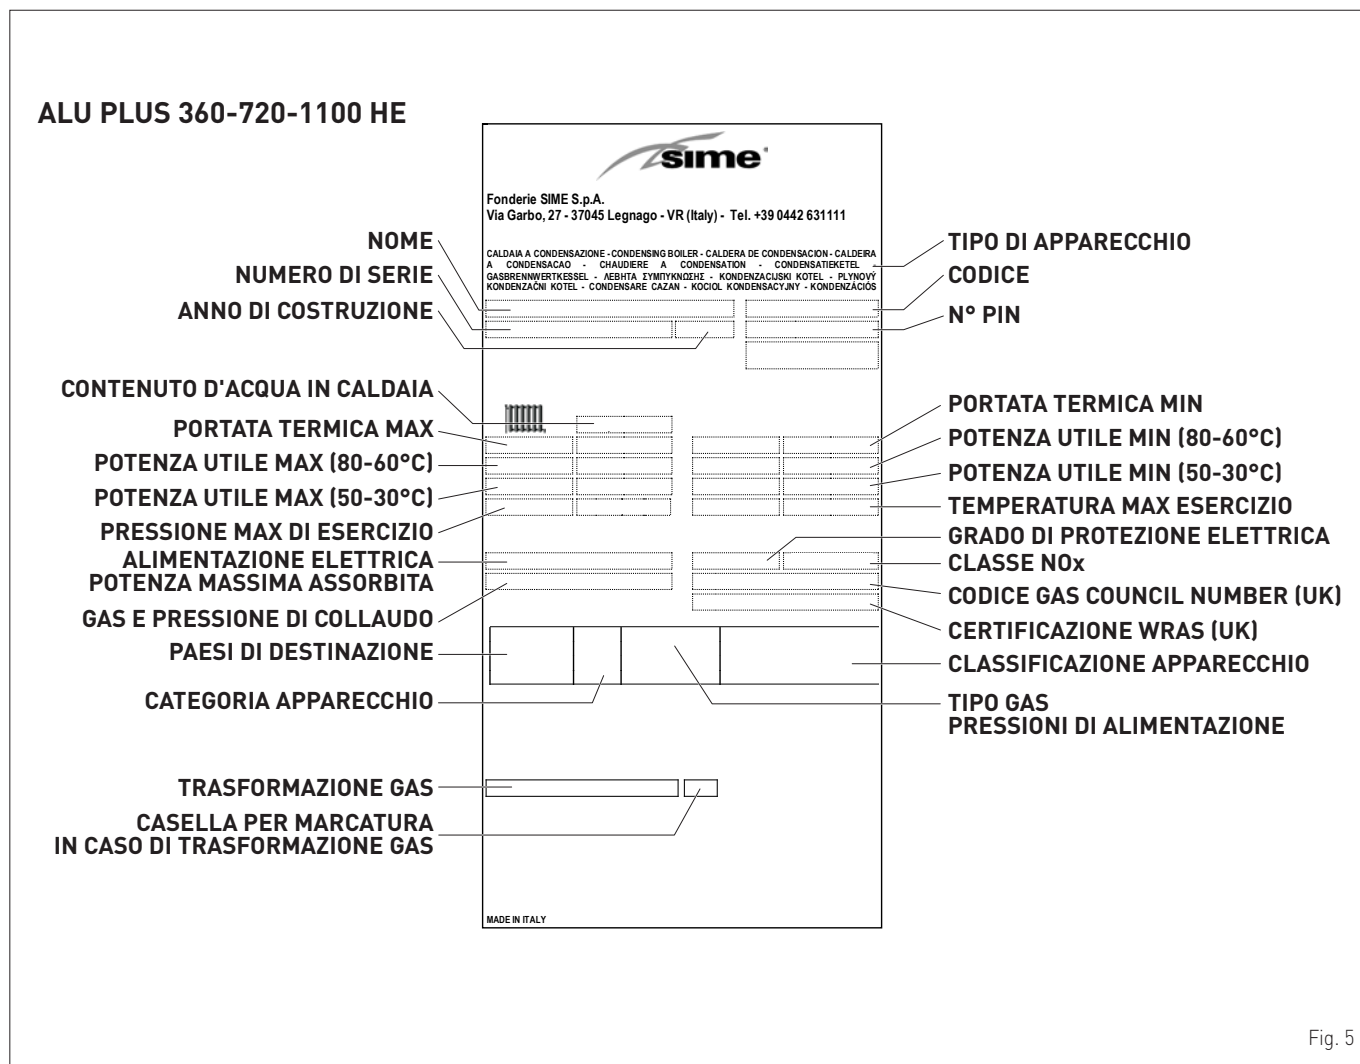 ALU PLUS 360-720-1100 HE
sime
Fonderie SIME S.p.A.
Via Garbo, 27 - 37045 Legnago - VR (Italy) - Tel. +39 0442 631111
CALDAIA A CONDENSAZIONE - CONDENSING BOILER - CALDERA DE CONDENSACION - CALDEIRA
A CONDENSACAO - CHAUDIERE A CONDENSATION - CONDENSATIEKETEL -
GASBRENNWERTKESSEL - ΛΕΒΗΤΑ ΣΥΜΠΥΚΝΩΣΗΣ - KONDENZACIJSKI KOTEL - PLYNOVÝ
KONDENZAČNI KOTEL - CONDENSARE CAZAN - KOCIOL KONDENSACYJNY - KONDENZÁCIÓS
NOME
NUMERO DI SERIE
ANNO DI COSTRUZIONE
CONTENUTO D'ACQUA IN CALDAIA
PORTATA TERMICA MAX
POTENZA UTILE MAX (80-60°C)
POTENZA UTILE MAX (50-30°C)
PRESSIONE MAX DI ESERCIZIO
ALIMENTAZIONE ELETTRICA
POTENZA MASSIMA ASSORBITA
GAS E PRESSIONE DI COLLAUDO
PAESI DI DESTINAZIONE
CATEGORIA APPARECCHIO
TRASFORMAZIONE GAS
CASELLA PER MARCATURA
IN CASO DI TRASFORMAZIONE GAS
TIPO DI APPARECCHIO
CODICE
N° PIN
PORTATA TERMICA MIN
POTENZA UTILE MIN (80-60°C)
POTENZA UTILE MIN (50-30°C)
TEMPERATURA MAX ESERCIZIO
GRADO DI PROTEZIONE ELETTRICA
CLASSE NOx
CODICE GAS COUNCIL NUMBER (UK)
CERTIFICAZIONE WRAS (UK)
CLASSIFICAZIONE APPARECCHIO
TIPO GAS
PRESSIONI DI ALIMENTAZIONE
MADE IN ITALY
Fig. 5